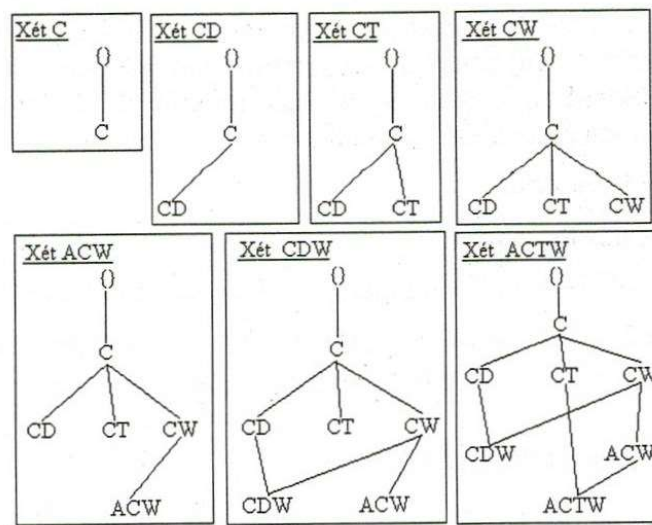 Xét C
{}
C
Xét CD
{}
C
CD
Xét CT
{}
C
CD CT
Xét CW
{}
C
CD CT CW
Xét ACW
{}
C
CD CT CW
ACW
Xét CDW
{}
C
CD CT CW
CDW ACW
Xét ACTW
{}
C
CD CT CW
CDW ACW
ACTW